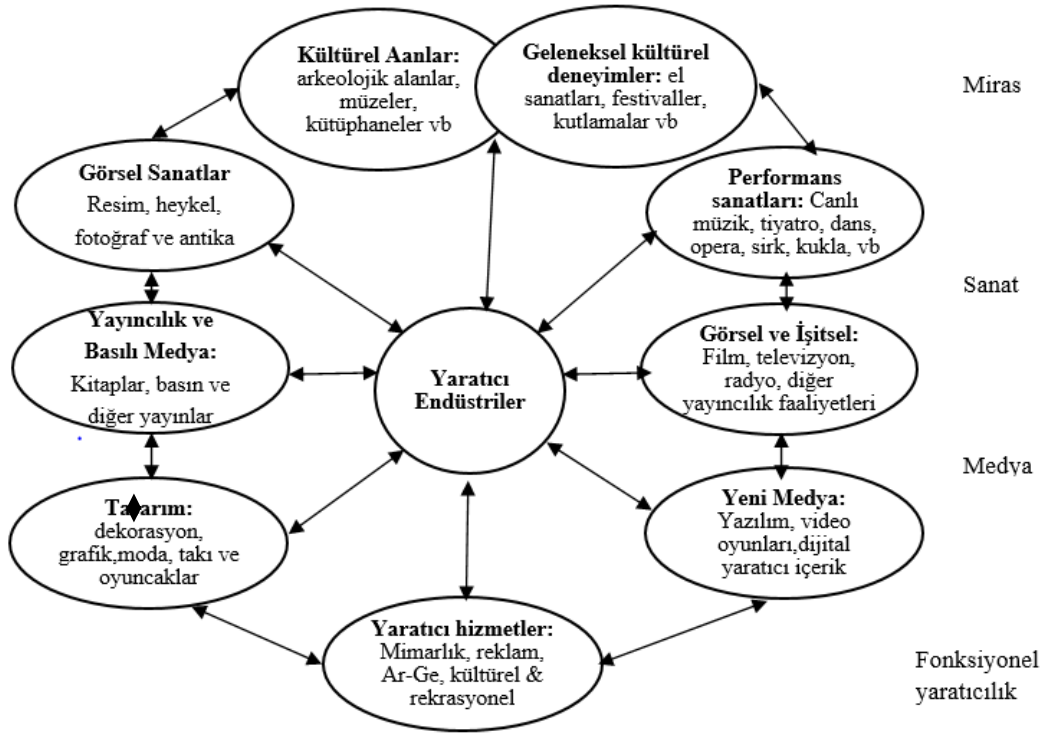 Kültürel Aanlar:
arkeolojik alanlar,
müzeler,
kütüphaneler vb
Geleneksel kültürel
deneyimler: el
sanatları, festivaller,
kutlamalar vb
Miras
Görsel Sanatlar
Resim, heykel,
fotoğraf ve antika
Performans
sanatları: Canlı
müzik, tiyatro, dans,
opera, sirk, kukla, vb
Sanat
Yayıncılık ve
Basılı Medya:
Kitaplar, basın ve
diğer yayınlar
Yaratıcı
Endüstriler
Görsel ve İşitsel:
Film, televizyon,
radyo, diğer
yayıncılık faaliyetleri
Medya
dekorasyon,
grafik,moda, takı ve
oyuncaklar
Yeni Medya:
Yazılım, video
oyunları,dijital
yaratıcı içerik
Yaratıcı hizmetler:
Mimarlık, reklam,
Ar-Ge, kültürel &
rekrasyonel
Fonksiyonel
yaratıcılık